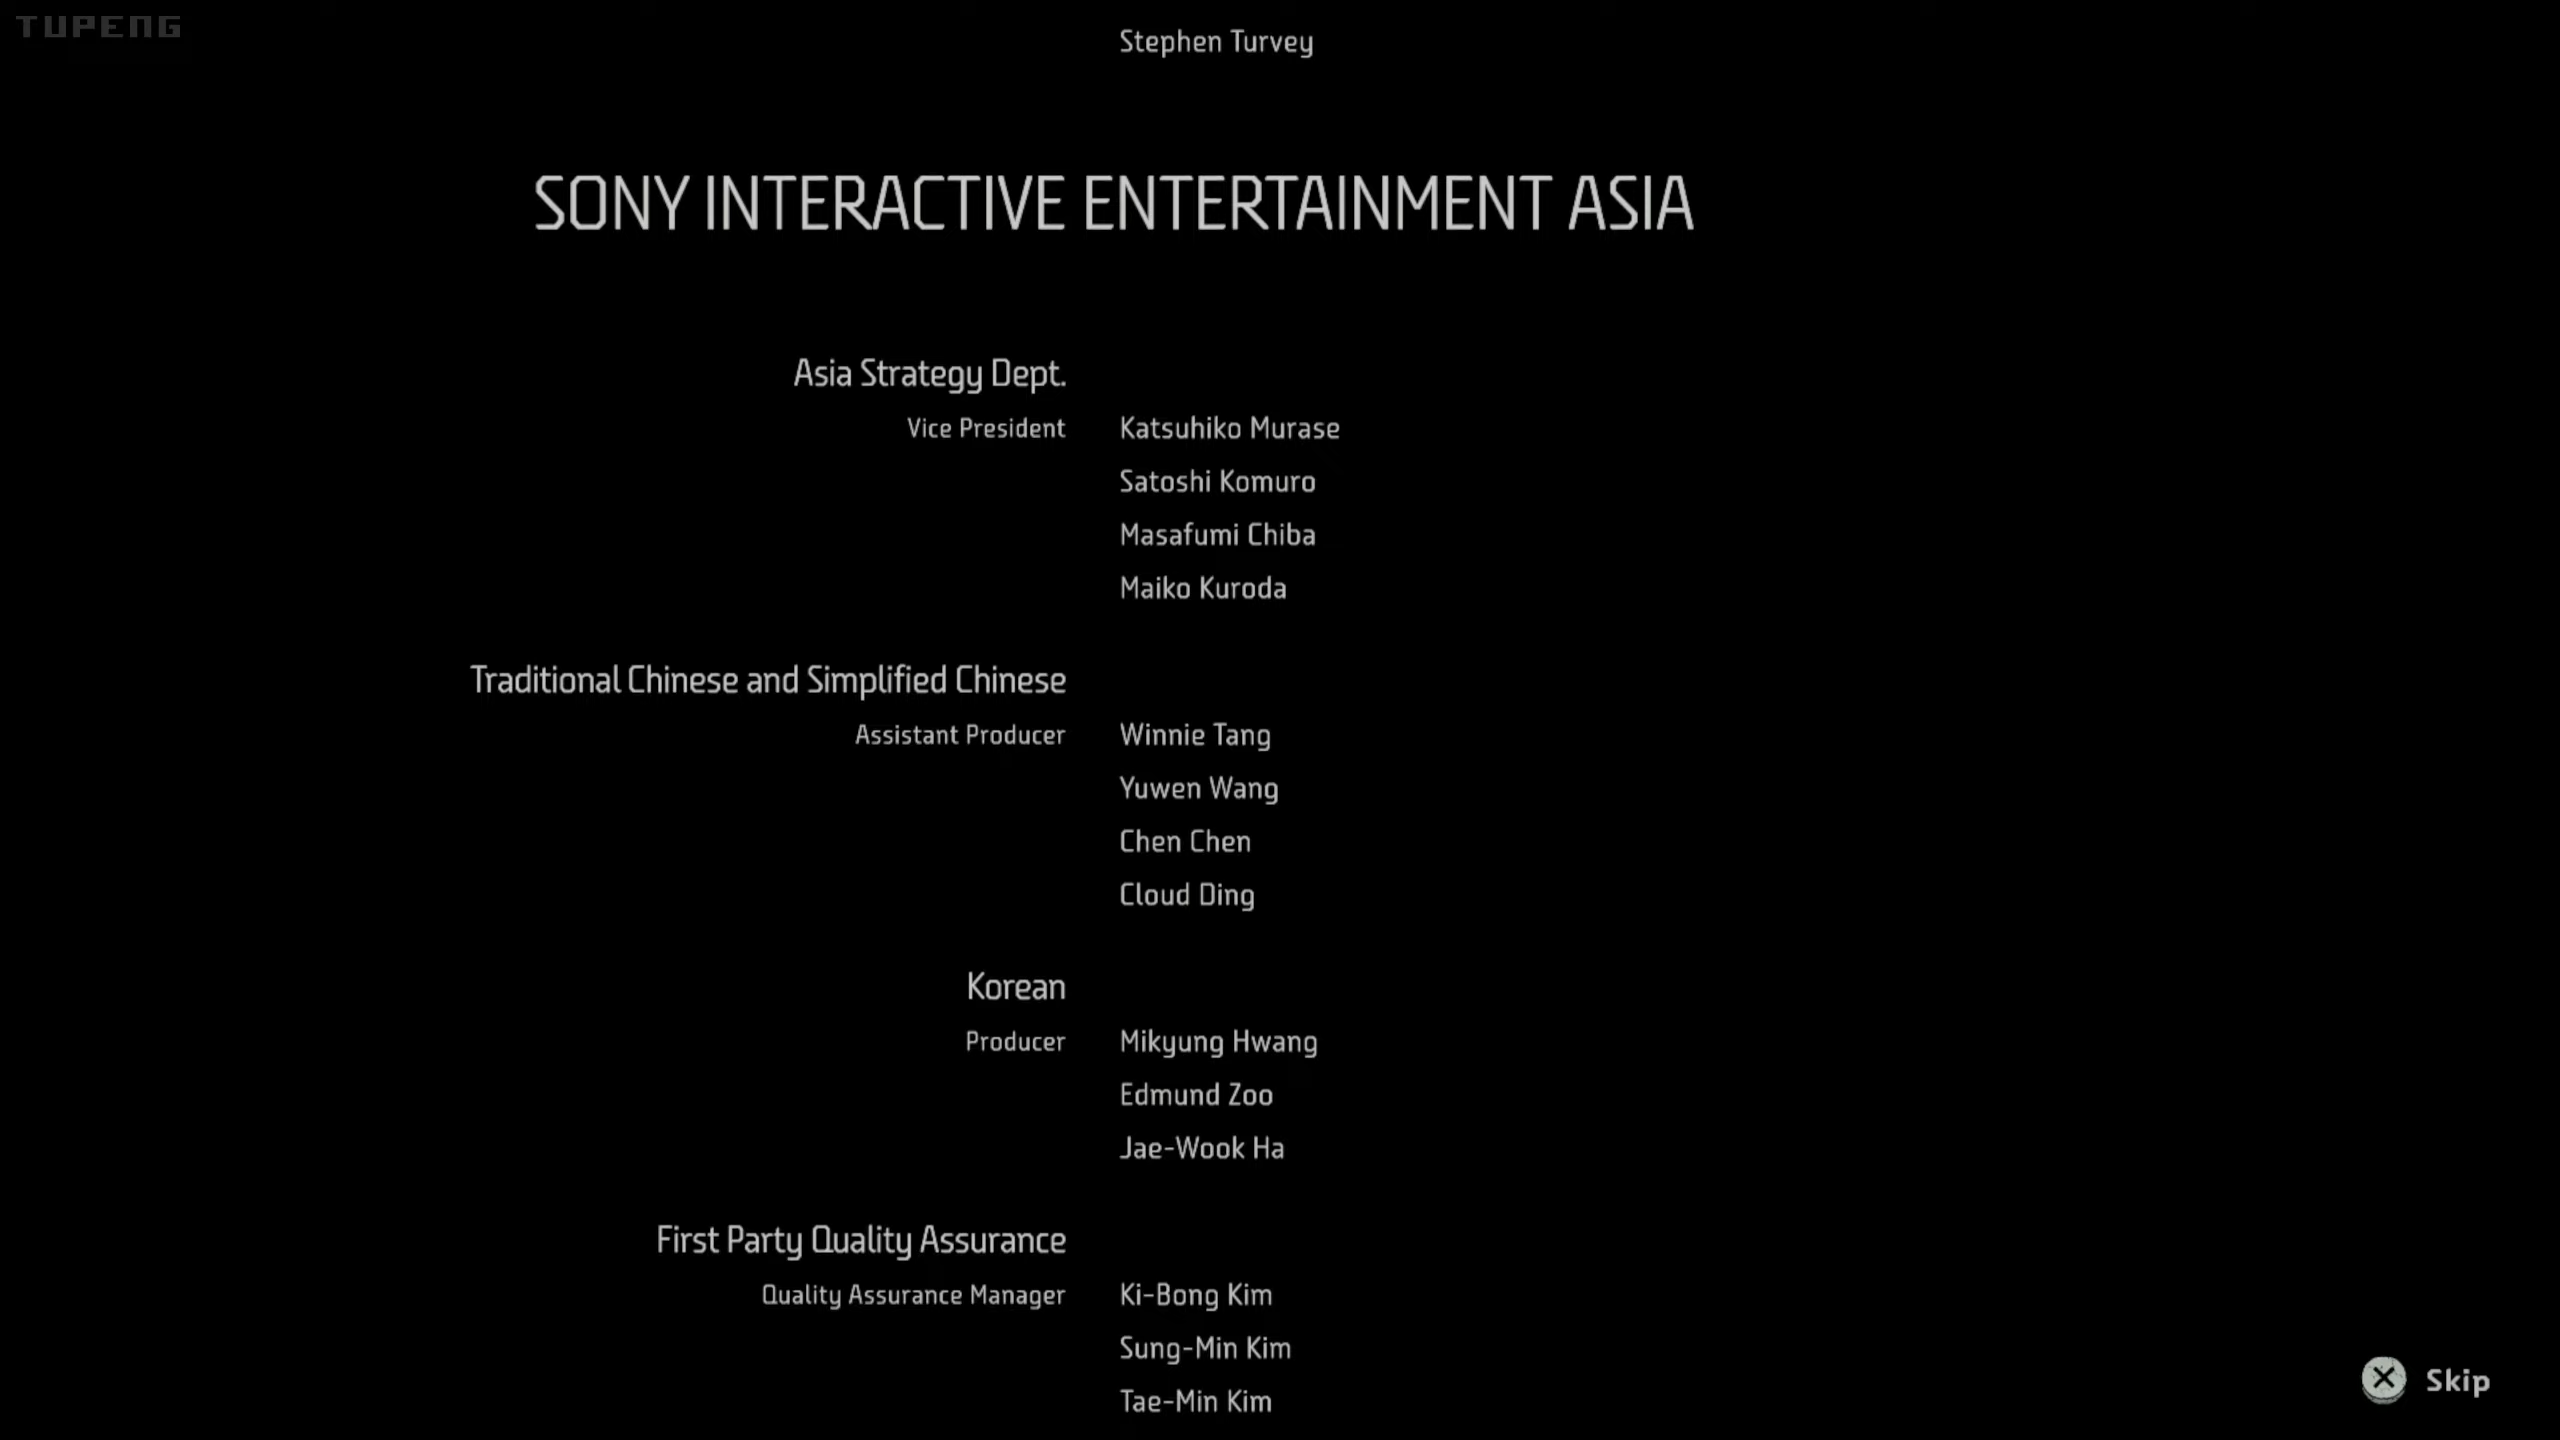 TUPENG
Stephen Turvey
SONY INTERACTIVE ENTERTAINMENT ASIA
Asia Strategy Dept.
Vice President Katsuhiko Murase
Satoshi Komuro
Masafumi Chiba
Maiko Kuroda
Traditional Chinese and Simplified Chinese
Assistant Producer Winnie Tang
Yuwen Wang
Chen Chen
Cloud Ding
Korean
Producer Mikyung Hwang
Edmund Zoo
Jae-Wook Ha
First Party Quality Assurance
Quality Assurance Manager Ki-Bong Kim
Sung-Min Kim
Tae-Min Kim
Skip